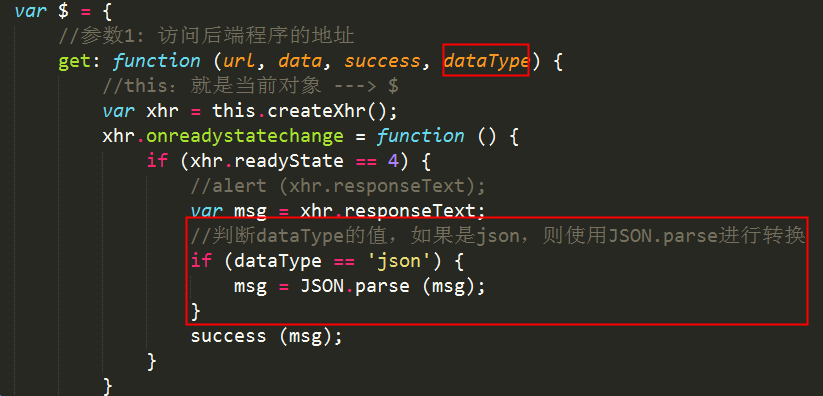 var $ = {
//参数1: 访问后端程序的地址
get: function (url, data, success, dataType) {
//this：就是当前对象 ---> $
var xhr = this.createXhr();
xhr.onreadystatechange = function () {
if (xhr.readyState == 4) {
//alert (xhr.responseText);
var msg = xhr.responseText;
//判断dataType的值，如果是json，则使用JSON.parse进行转换
if (dataType == 'json') {
msg = JSON.parse (msg);
}
success (msg);
}
}